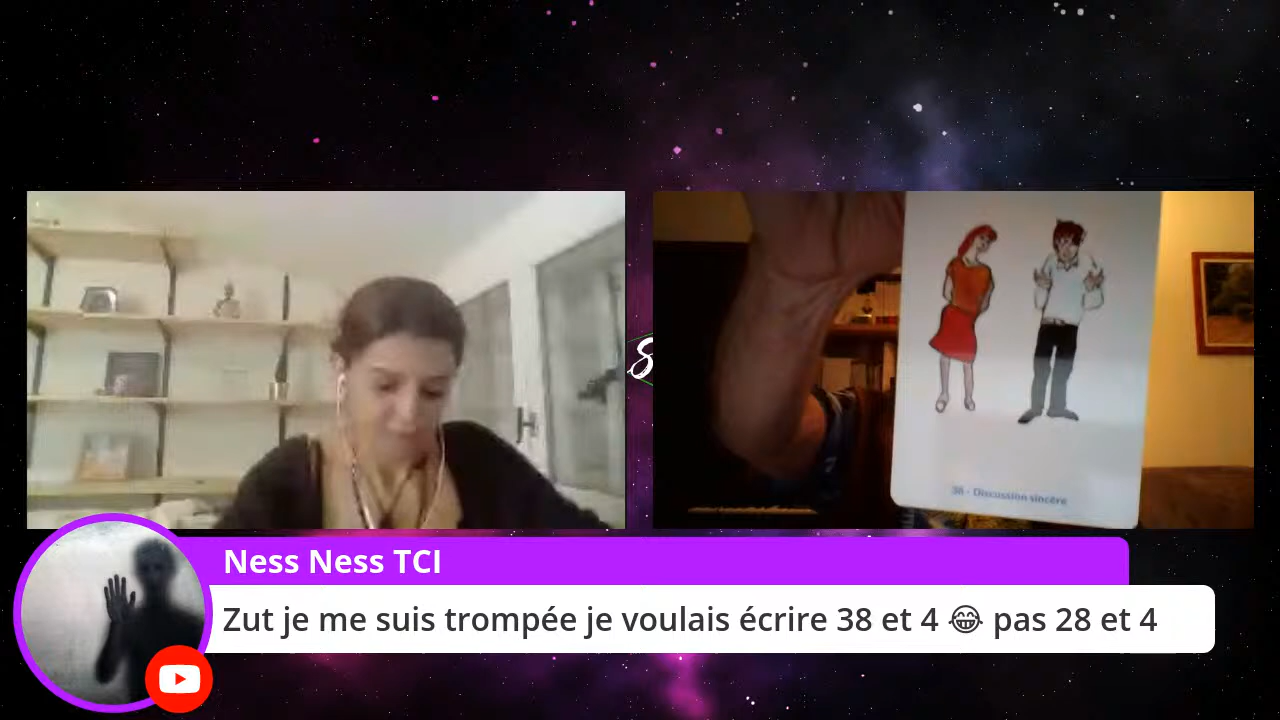 38 - Discussion sincère
Ness Ness TCI
Zut je me suis trompée je voulais écrire 38 et 4 😂 pas 28 et 4